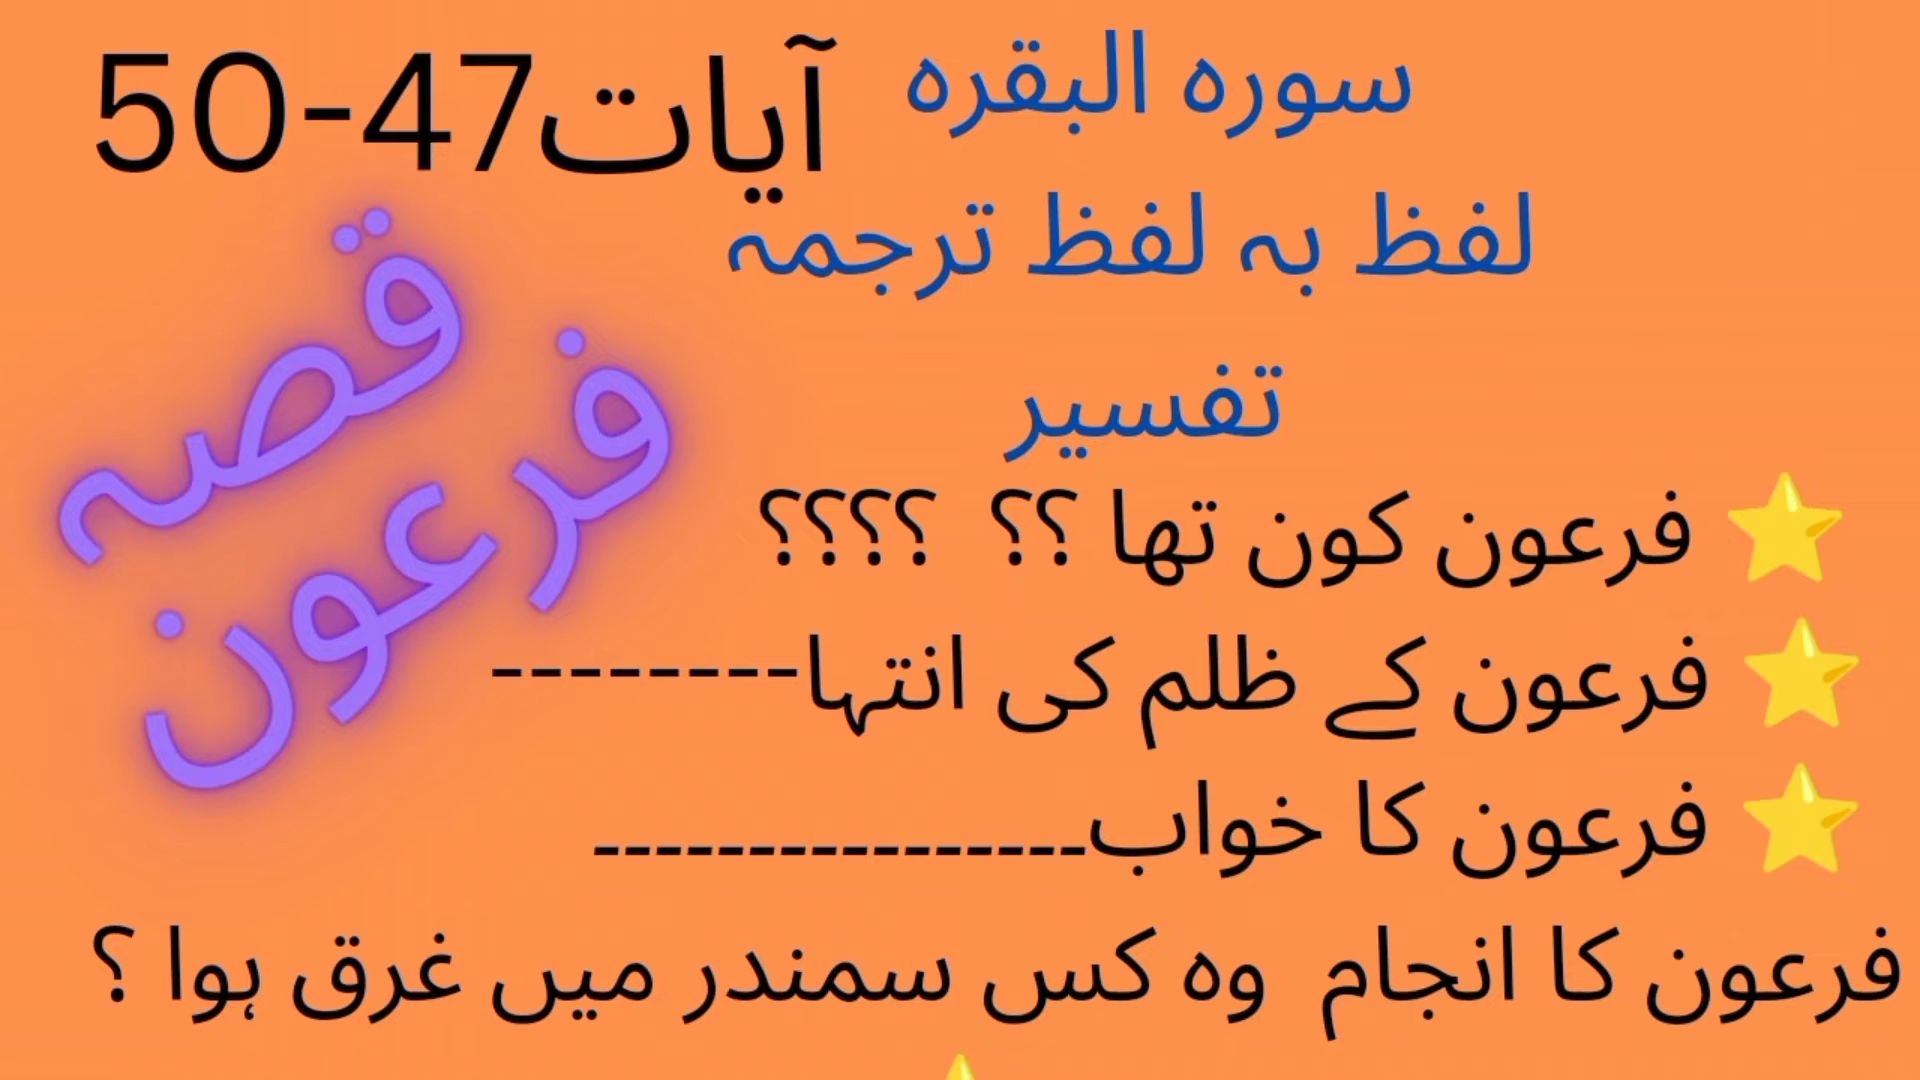 سورہ البقرہ
آیات47-50
لفظ بہ لفظ ترجمہ
تفسیر
قصہ
فرعون
فرعون کون تھا ؟؟ ؟؟؟؟
فرعون کے ظلم کی انتہا--------
فرعون کا خواب----------------
فرعون کا انجام وہ کس سمندر میں غرق ہوا ؟